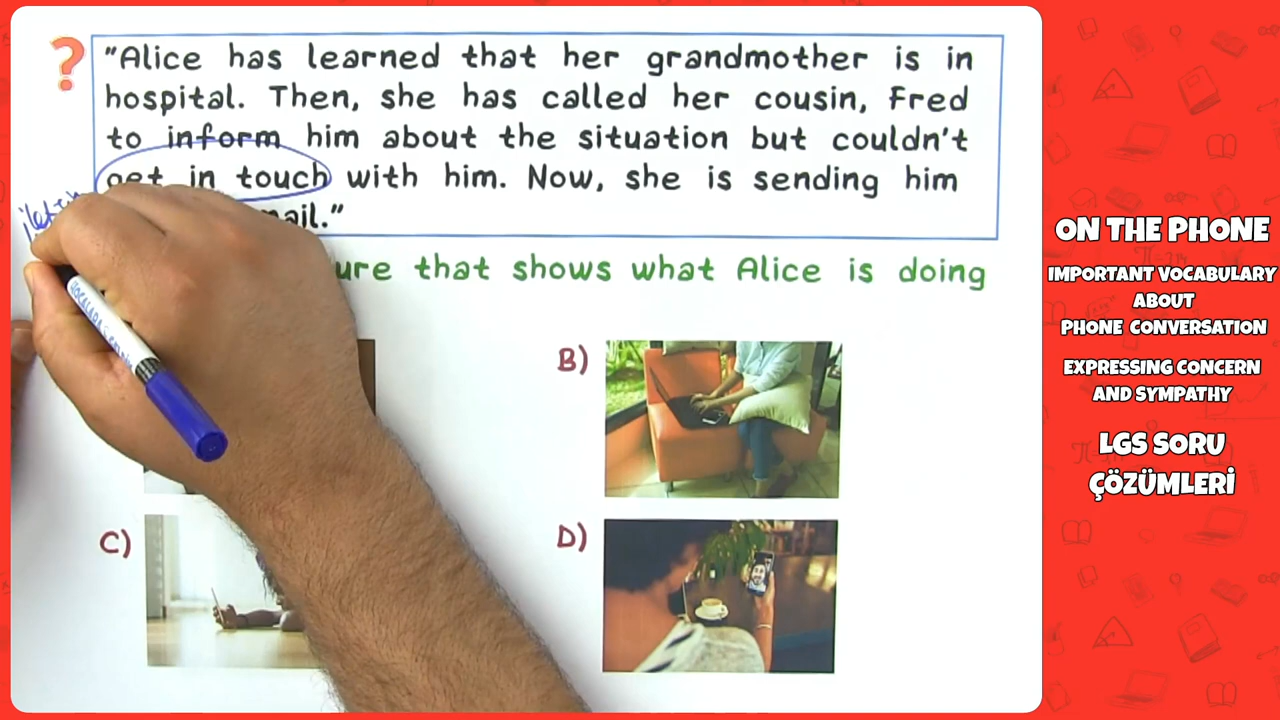 ?
"Alice has learned that her grandmother is in
hospital. Then, she has called her cousin, Fred
to inform him about the situation but couldn't
get in touch with him. Now, she is sending him
mail."
ure that shows what Alice is doing
B)
C)
D)
ON THE PHONE
IMPORTANT VOCABULARY
ABOUT
PHONE CONVERSATION
EXPRESSING CONCERN
AND SYMPATHY
LGS SORU
ÇÖZÜMLERİ